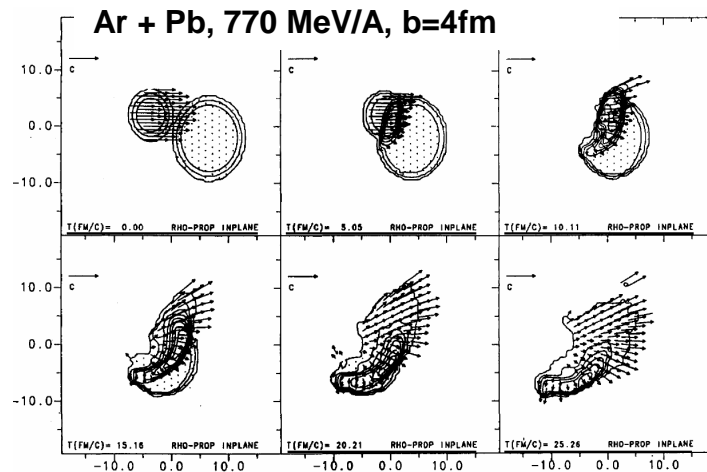 Ar + Pb, 770 MeV/A, b=4fm
10.0
0.0
-10.0
C
T(FM/C)= 0.00 RHO-PROP INPLANE
T(FM/C)= 5.05 RHO-PROP INPLANE
C
T(FM/C)= 10.11 RHO-PROP INPLANE
10.0
0.0
-10.0
C
T(FM/C)= 15.16 RHO-PROP INPLANE
C
T(FM/C)= 20.21 RHO-PROP INPLANE
C
T(FM/C)= 25.26 RHO-PROP INPLANE
-10.0 0.0 10.0 -10.0 0.0 10.0 -10.0 0.0 10.0